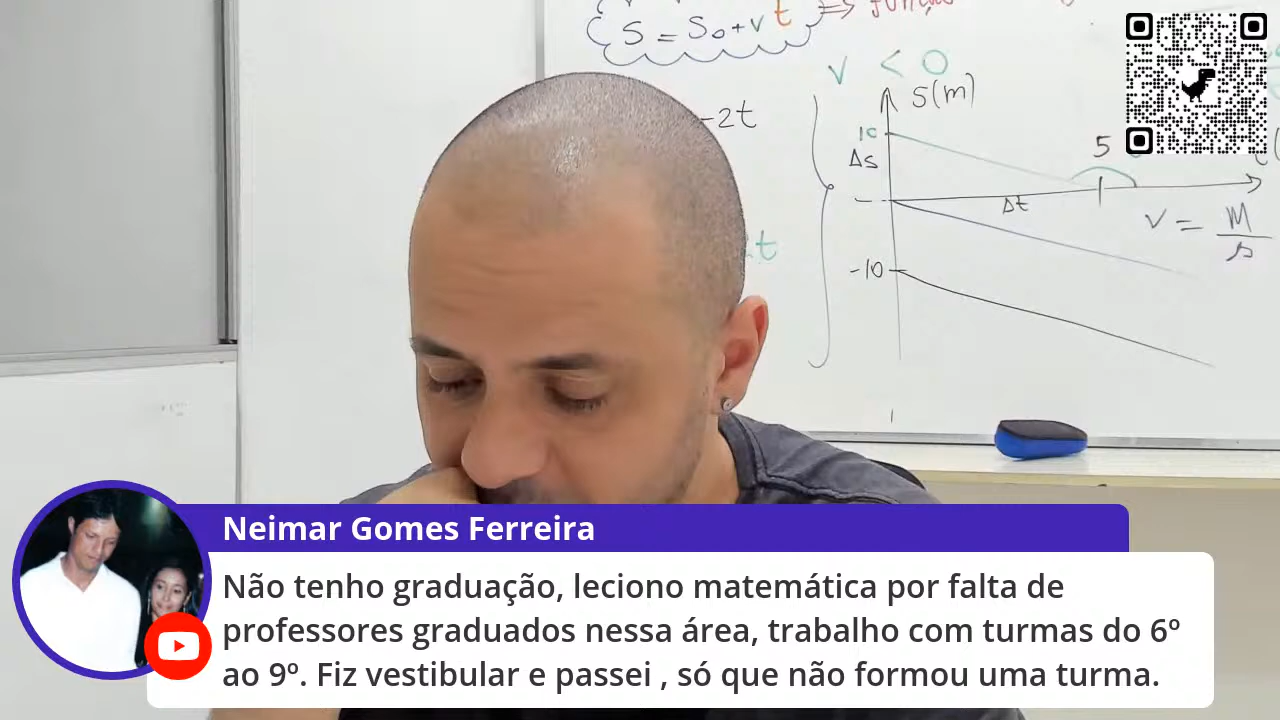 S = S₀ + v t ⇒ função
v < 0
S(m)
-2t
10
Δs
5
Δt
t
v = M/s
-10
Neimar Gomes Ferreira
Não tenho graduação, leciono matemática por falta de
professores graduados nessa área, trabalho com turmas do 6º
ao 9º. Fiz vestibular e passei , só que não formou uma turma.